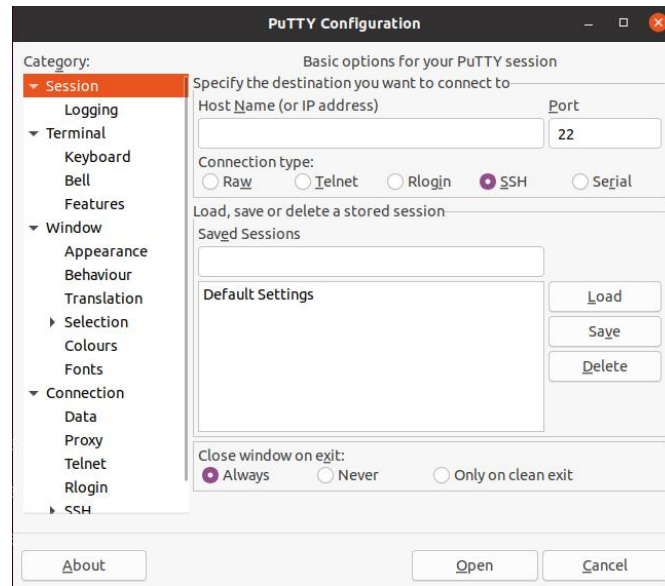 PuTTY Configuration
Category:
Session
Logging
Terminal
Keyboard
Bell
Features
Window
Appearance
Behaviour
Translation
Selection
Colours
Fonts
Connection
Data
Proxy
Telnet
Rlogin
SSH
Basic options for your PuTTY session
Specify the destination you want to connect to
Host Name (or IP address) Port
22
Connection type:
Raw Telnet Rlogin SSH Serial
Load, save or delete a stored session
Saved Sessions
Default Settings
Load
Save
Delete
Close window on exit:
Always Never Only on clean exit
About Open Cancel